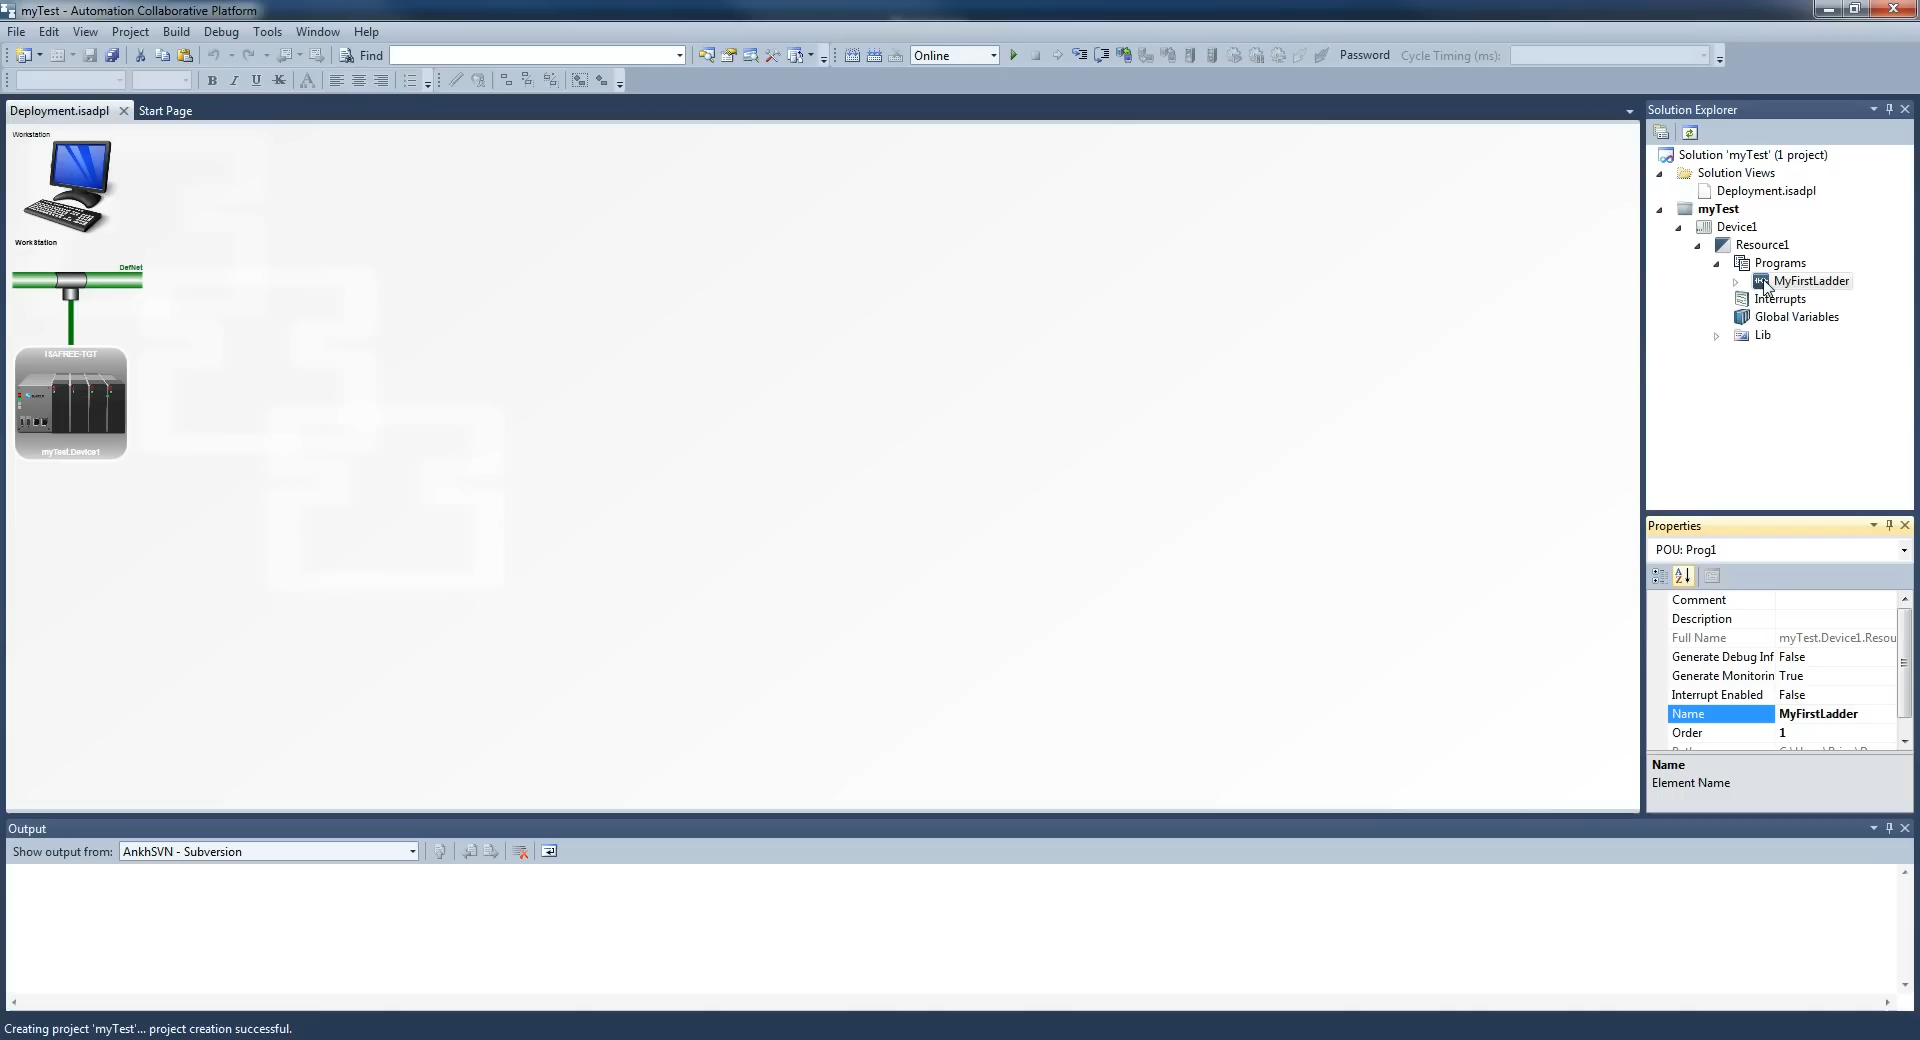 myTest - Automation Collaborative Platform
File Edit View Project Build Debug Tools Window Help
Find Online Password Cycle Timing (ms):
B I U K A
Deployment.isadpl Start Page
Workstation
WorkStation
DefNet
ISAFREE-TGT
myTest.Device1
Solution Explorer
Solution 'myTest' (1 project)
Solution Views
Deployment.isadpl
myTest
Device1
Resource1
Programs
MyFirstLadder
Interrupts
Global Variables
Lib
Properties
POU: Prog1
Comment
Description
Full Name myTest.Device1.Resou
Generate Debug Inf False
Generate Monitorin True
Interrupt Enabled False
Name MyFirstLadder
Order 1
Name
Element Name
Output
Show output from: AnkhSVN - Subversion
Creating project 'myTest'... project creation successful.